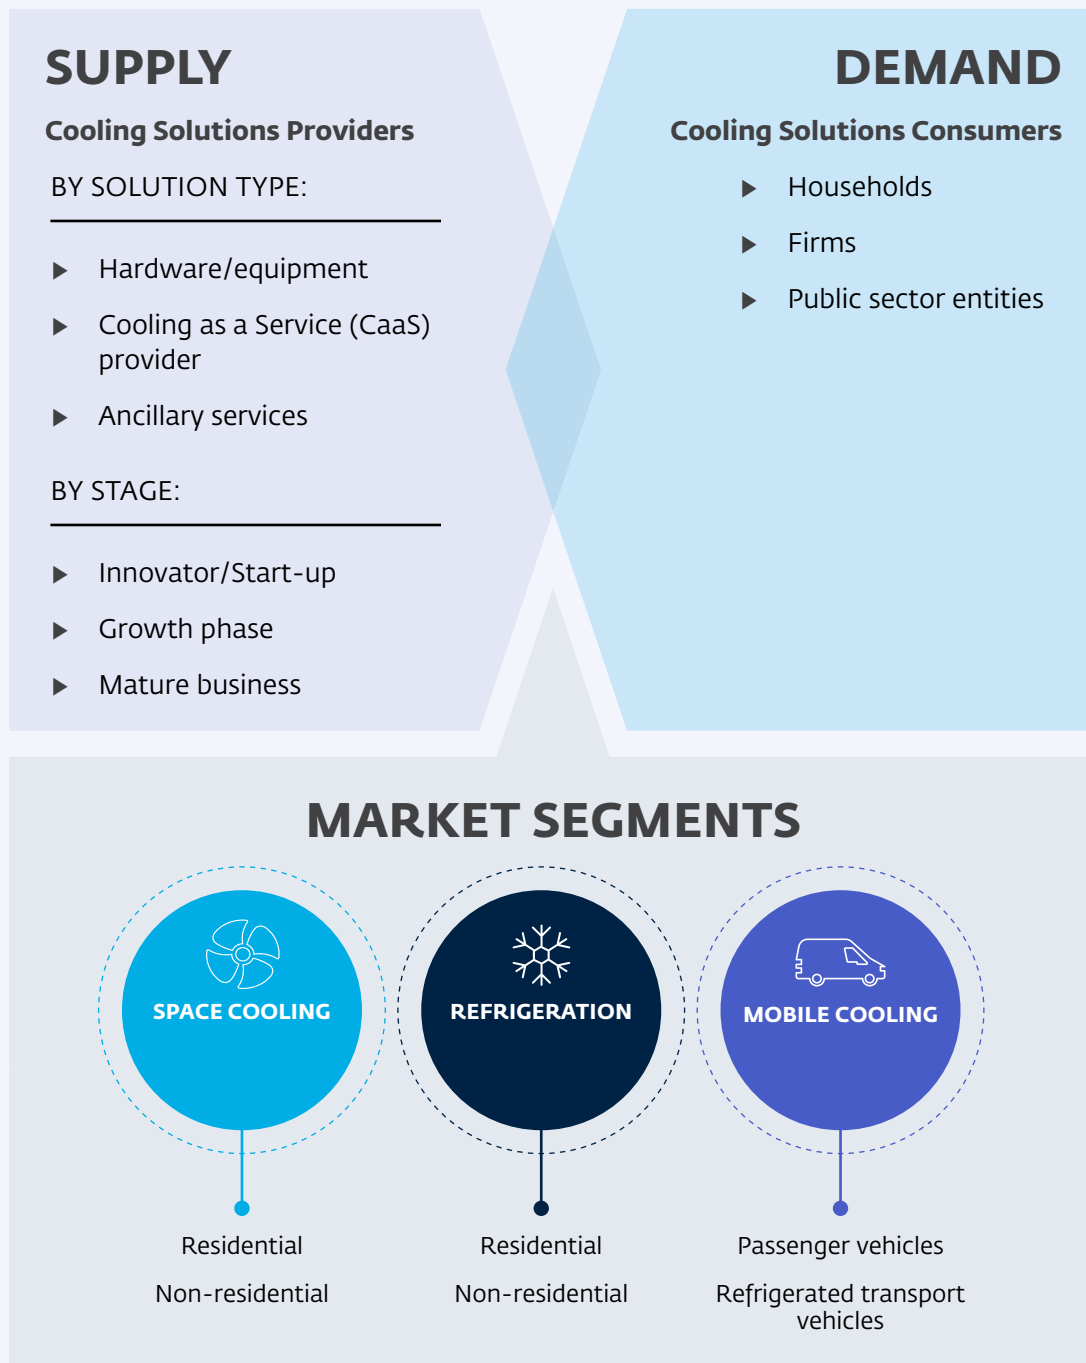 SUPPLY
Cooling Solutions Providers
BY SOLUTION TYPE:
Hardware/equipment
Cooling as a Service (CaaS)
provider
Ancillary services
BY STAGE:
Innovator/Start-up
Growth phase
Mature business
DEMAND
Cooling Solutions Consumers
Households
Firms
Public sector entities
MARKET SEGMENTS
SPACE COOLING
Residential
Non-residential
REFRIGERATION
Residential
Non-residential
MOBILE COOLING
Passenger vehicles
Refrigerated transport
vehicles